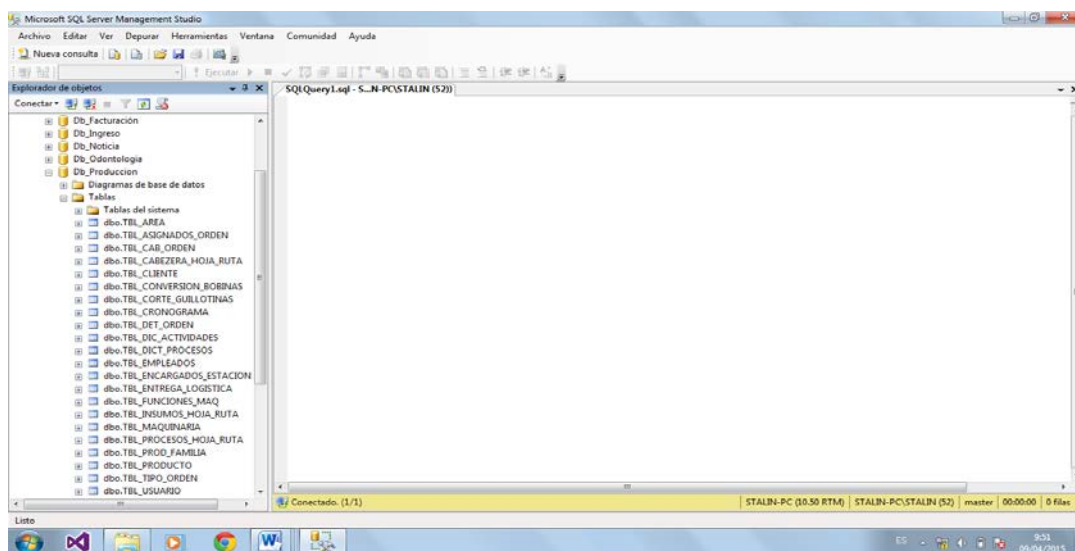 Microsoft SQL Server Management Studio
Archivo Editar Ver Depurar Herramientas Ventana Comunidad Ayuda
Nueva consulta
Ejecutar
Explorador de objetos
SQLQuery1.sql - S...N-PC\STALIN (52))
Conectar
Db_Facturación
Db_Ingreso
Db_Noticia
Db_Odontologia
Db_Produccion
Diagramas de base de datos
Tablas
Tablas del sistema
dbo.TBL_AREA
dbo.TBL_ASIGNADOS_ORDEN
dbo.TBL_CAB_ORDEN
dbo.TBL_CABEZERA_HOJA_RUTA
dbo.TBL_CLIENTE
dbo.TBL_CONVERSION_BOBINAS
dbo.TBL_CORTE_GUILLOTINAS
dbo.TBL_CRONOGRAMA
dbo.TBL_DET_ORDEN
dbo.TBL_DIC_ACTIVIDADES
dbo.TBL_DICT_PROCESOS
dbo.TBL_EMPLEADOS
dbo.TBL_ENCARGADOS_ESTACION
dbo.TBL_ENTREGA_LOGISTICA
dbo.TBL_FUNCIONES_MAQ
dbo.TBL_INSUMOS_HOJA_RUTA
dbo.TBL_MAQUINARIA
dbo.TBL_PROCESOS_HOJA_RUTA
dbo.TBL_PROD_FAMILIA
dbo.TBL_PRODUCTO
dbo.TBL_TIPO_ORDEN
dbo.TBL_USUARIO
Conectado. (1/1) STALIN-PC (10.50 RTM) STALIN-PC\STALIN (52) master 00:00:00 0 filas
Listo
ES 9:51
09/04/2015